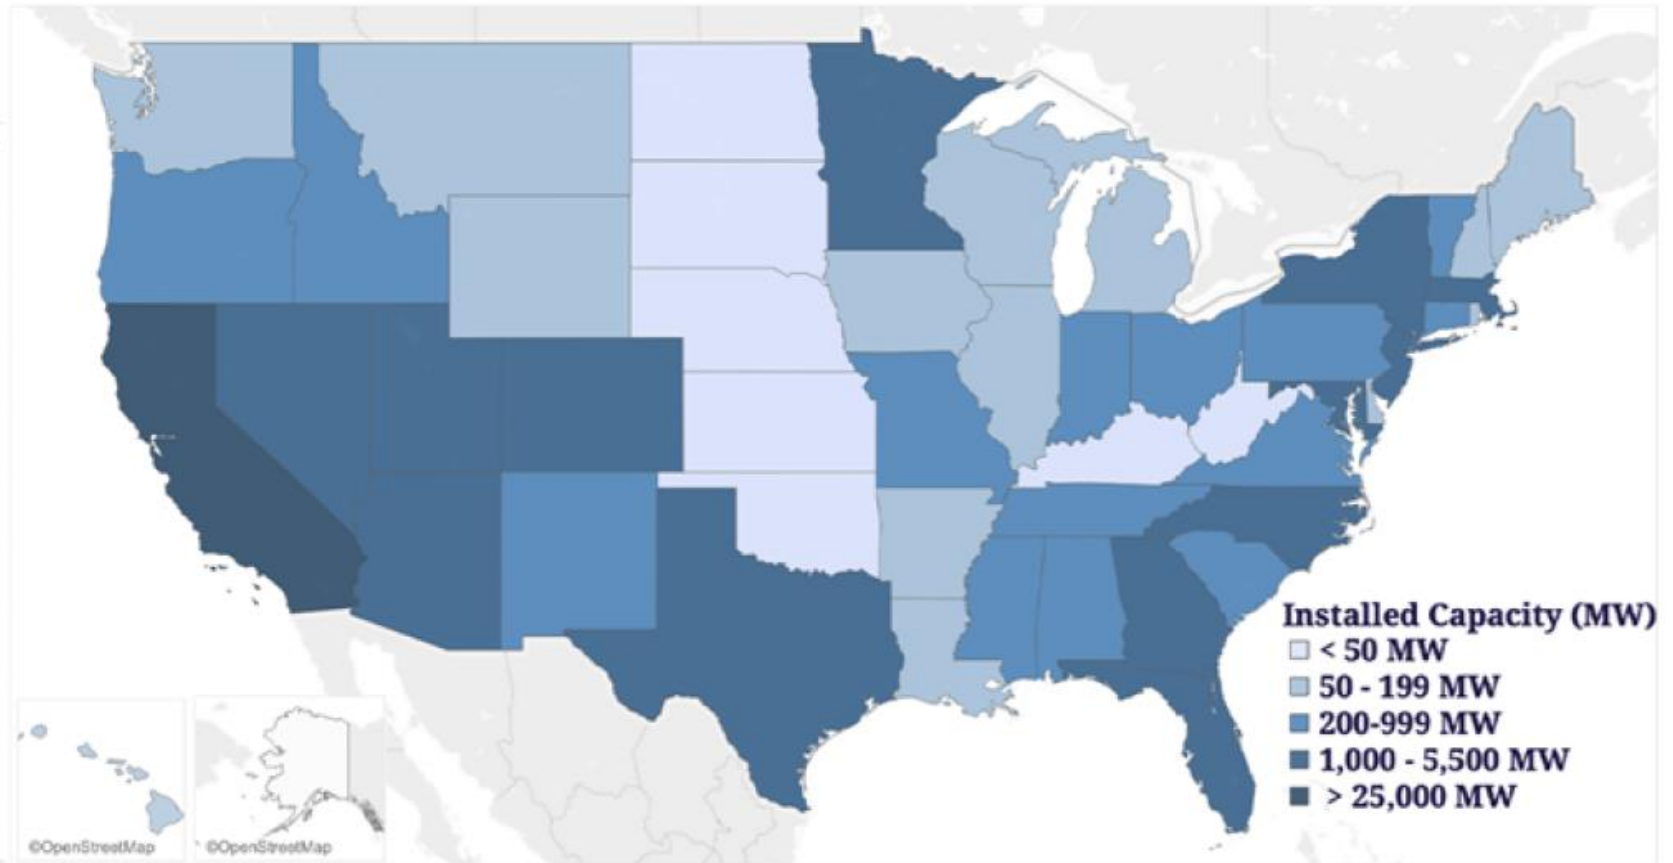 Installed Capacity (MW)
< 50 MW
50 - 199 MW
200-999 MW
1,000 - 5,500 MW
> 25,000 MW
©OpenStreetMap
©OpenStreetMap